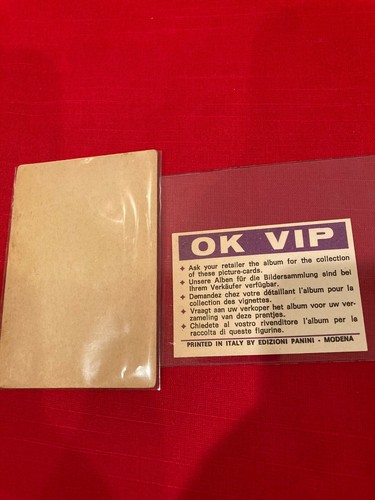 OK VIP
✦ Ask your retailer the album for the collection
of these picture-cards.
✦ Unsere Alben für die Bildersammlung sind bei
Ihrem Verkäufer verfügbar.
✦ Demandez chez votre détaillant l'album pour la
collection des vignettes.
✦ Vraagt aan uw verkoper het album voor uw ver-
zameling van deze prentjes.
✦ Chiedete al vostro rivenditore l'album per la
raccolta di queste figurine.
PRINTED IN ITALY BY EDIZIONI PANINI - MODENA